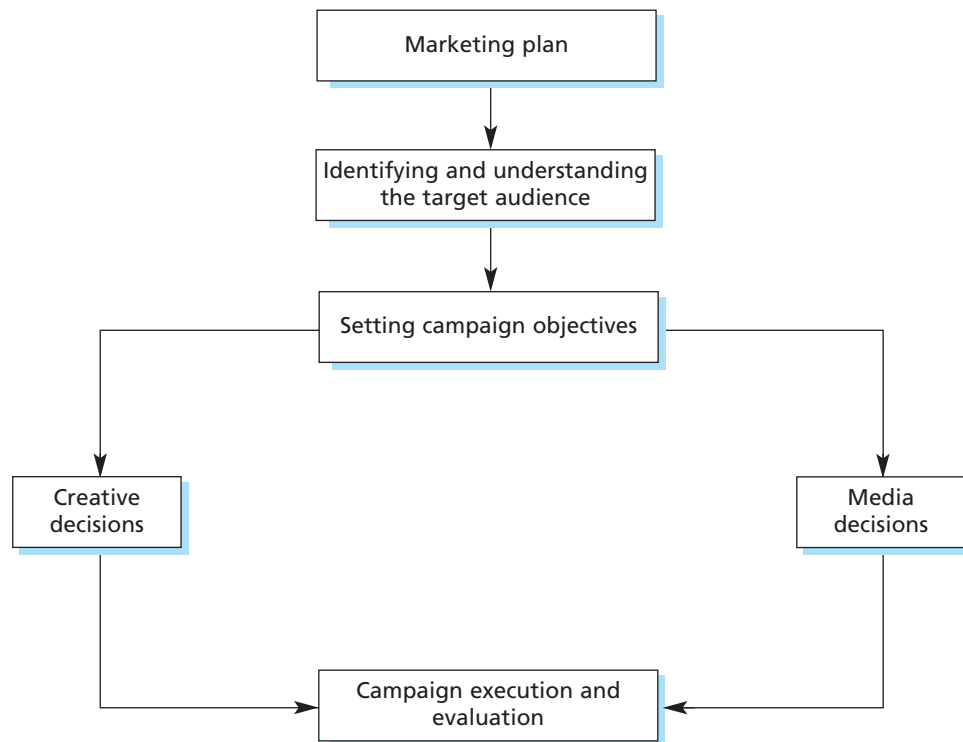 Marketing plan
Identifying and understanding
the target audience
Setting campaign objectives
Creative
decisions
Media
decisions
Campaign execution and
evaluation